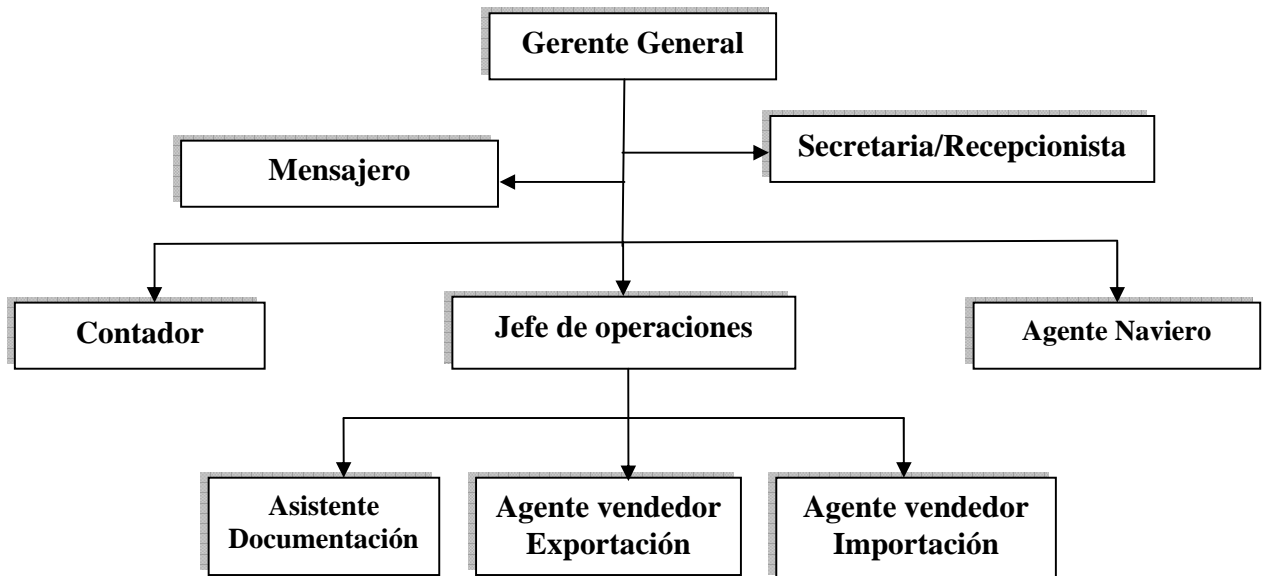 Gerente General
Secretaria/Recepcionista
Mensajero
Contador
Jefe de operaciones
Agente Naviero
Asistente
Documentación
Agente vendedor
Exportación
Agente vendedor
Importación